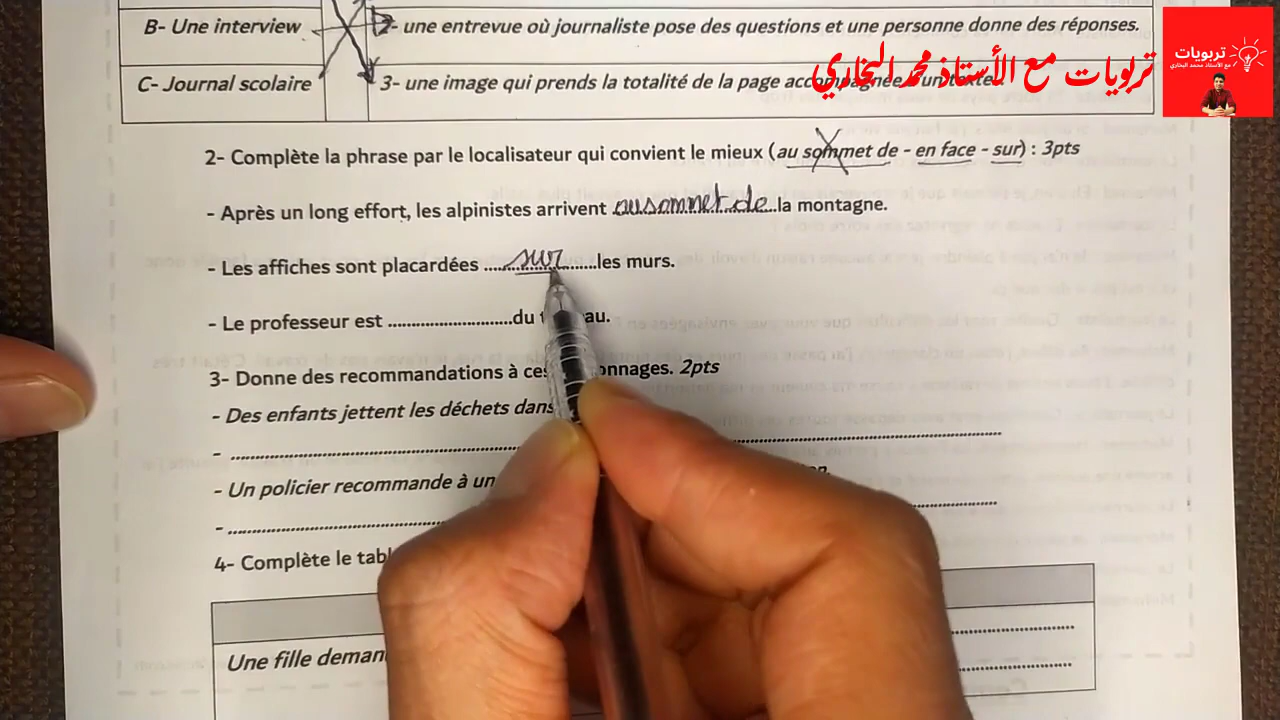 B- Une interview
2- une entrevue où journaliste pose des questions et une personne donne des réponses.
C- Journal scolaire
3- une image qui prends la totalité de la page accompagnée d'un texte.
تربويات مع الأستاذ محمد البخاري
تربويات
مع الأستاذ محمد البخاري
2- Complète la phrase par le localisateur qui convient le mieux (au sommet de - en face - sur) : 3pts
- Après un long effort, les alpinistes arrivent au sommet de la montagne.
- Les affiches sont placardées sur les murs.
- Le professeur est ........................... du
3- Donne des recommandations à ces 2pts
- Des enfants jettent les déchets dans
-
- Un policier recommande à un
-
4- Complète le
Une fille